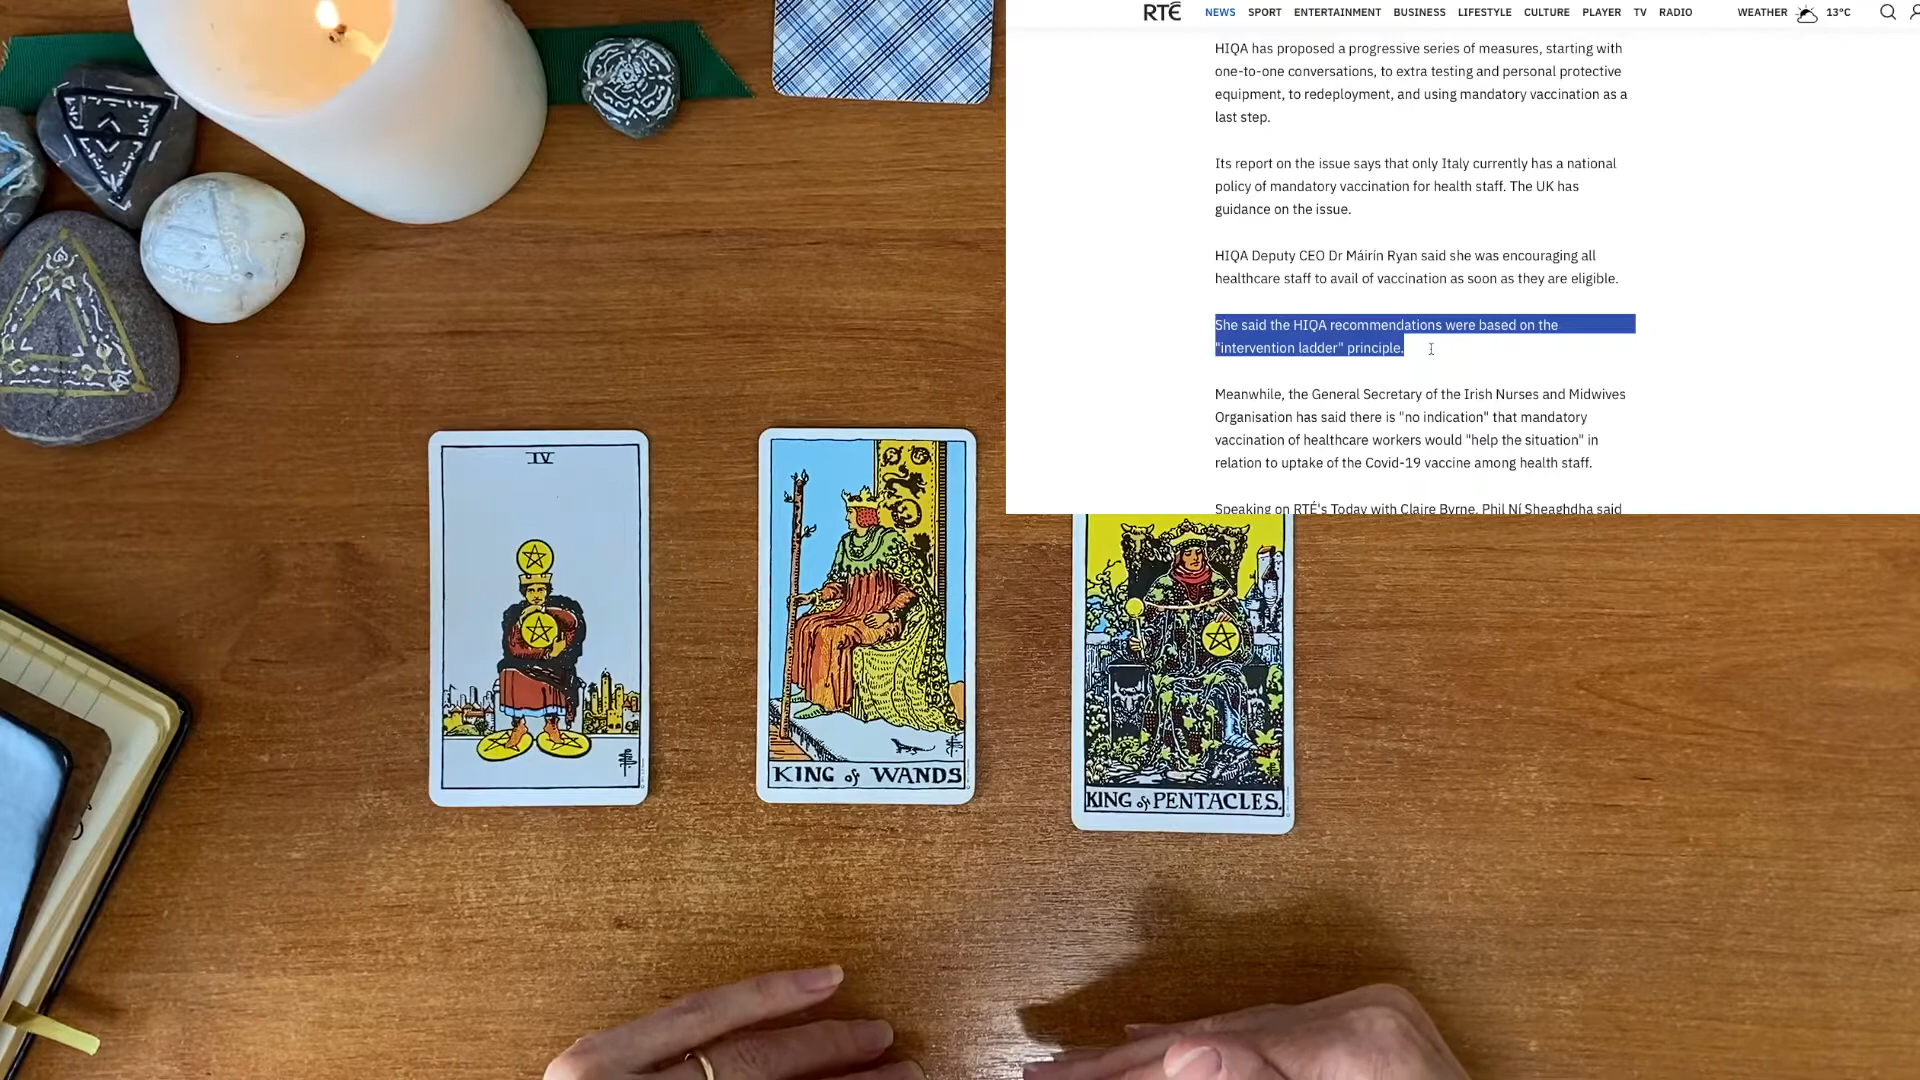 RTÉ NEWS SPORT ENTERTAINMENT BUSINESS LIFESTYLE CULTURE PLAYER TV RADIO WEATHER 13°C
HIQA has proposed a progressive series of measures, starting with
one-to-one conversations, to extra testing and personal protective
equipment, to redeployment, and using mandatory vaccination as a
last step.
Its report on the issue says that only Italy currently has a national
policy of mandatory vaccination for health staff. The UK has
guidance on the issue.
HIQA Deputy CEO Dr Máirín Ryan said she was encouraging all
healthcare staff to avail of vaccination as soon as they are eligible.
She said the HIQA recommendations were based on the
"intervention ladder" principle.
Meanwhile, the General Secretary of the Irish Nurses and Midwives
Organisation has said there is "no indication" that mandatory
vaccination of healthcare workers would "help the situation" in
relation to uptake of the Covid-19 vaccine among health staff.
Speaking on RTÉ's Today with Claire Byrne, Phil Ní Sheaghdha said
IV
KING of WANDS
KING of PENTACLES.